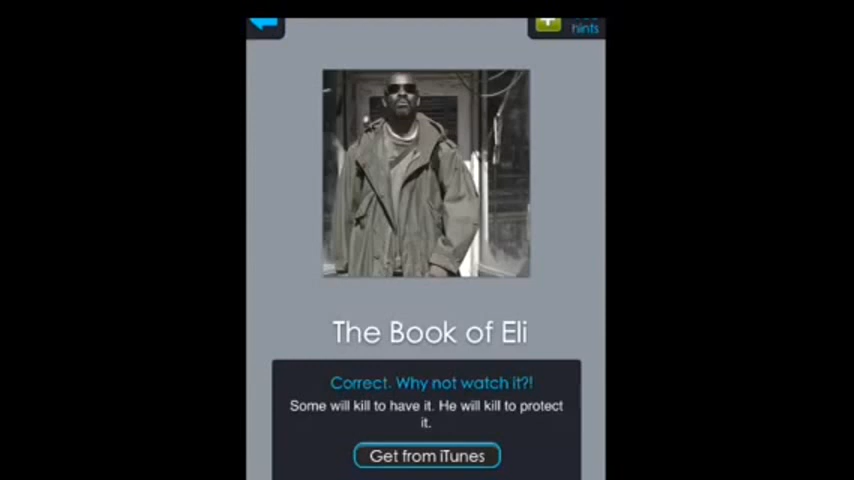 hints
The Book of Eli
Correct. Why not watch it?!
Some will kill to have it. He will kill to protect
it.
Get from iTunes